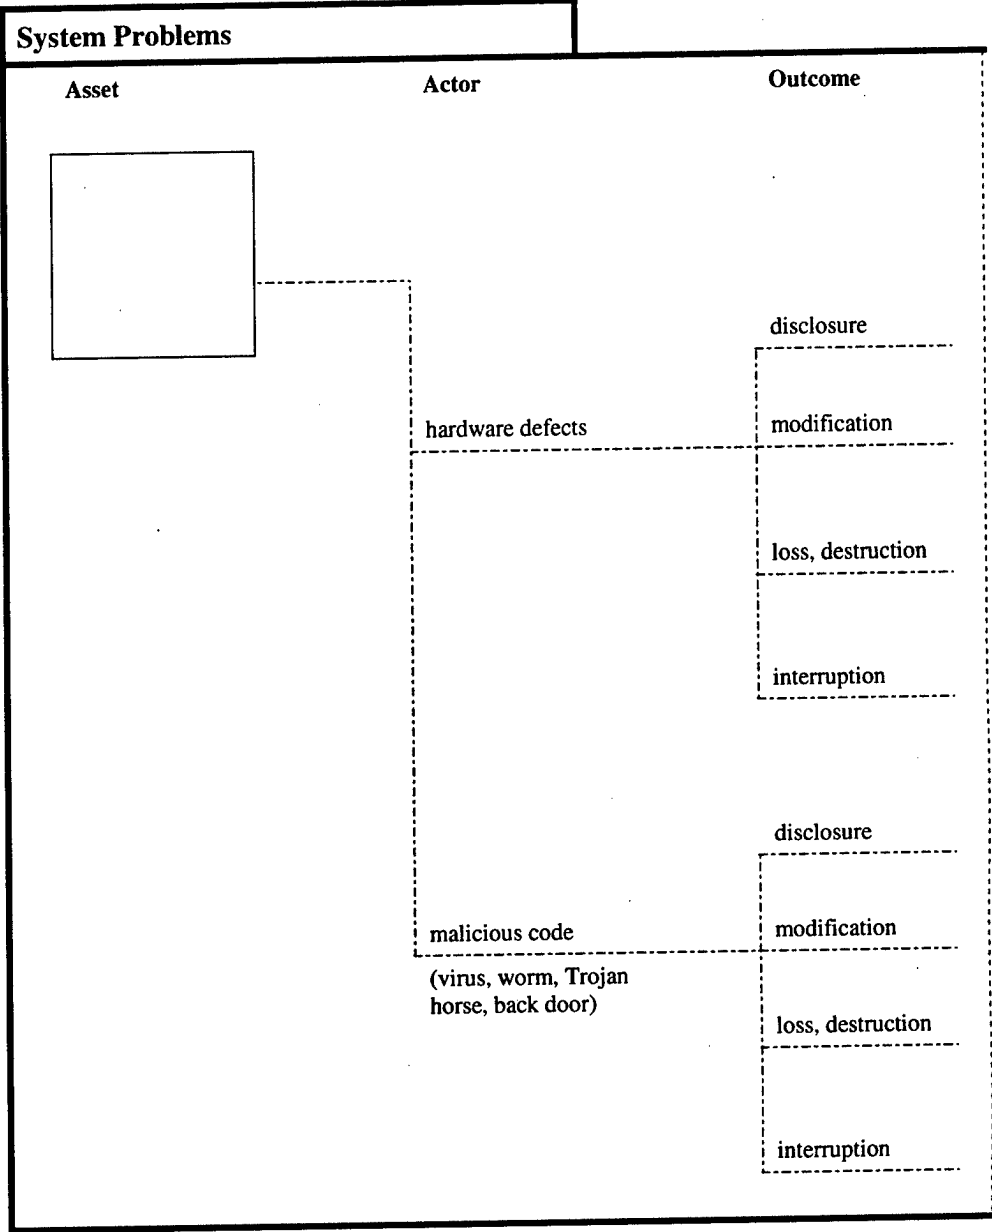 System Problems
Asset
Actor
Outcome
disclosure
hardware defects
modification
loss, destruction
interruption
disclosure
malicious code
modification
(virus, worm, Trojan
horse, back door)
loss, destruction
interruption